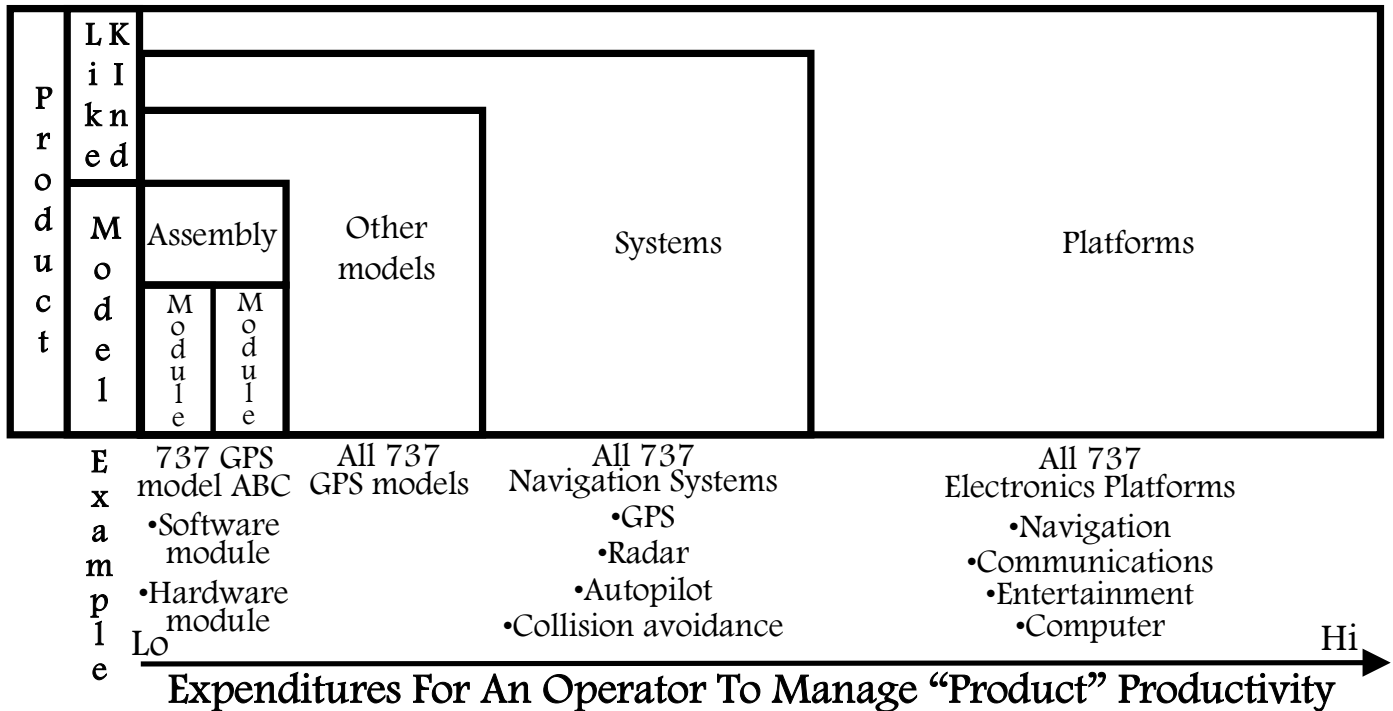 Product
Like
KInd
Model
Assembly
Module
Module
Other
models
Systems
Platforms
Example
737 GPS
model ABC
•Software
module
•Hardware
module
All 737
GPS models
All 737
Navigation Systems
•GPS
•Radar
•Autopilot
•Collision avoidance
All 737
Electronics Platforms
•Navigation
•Communications
•Entertainment
•Computer
Lo
Hi
Expenditures For An Operator To Manage “Product” Productivity